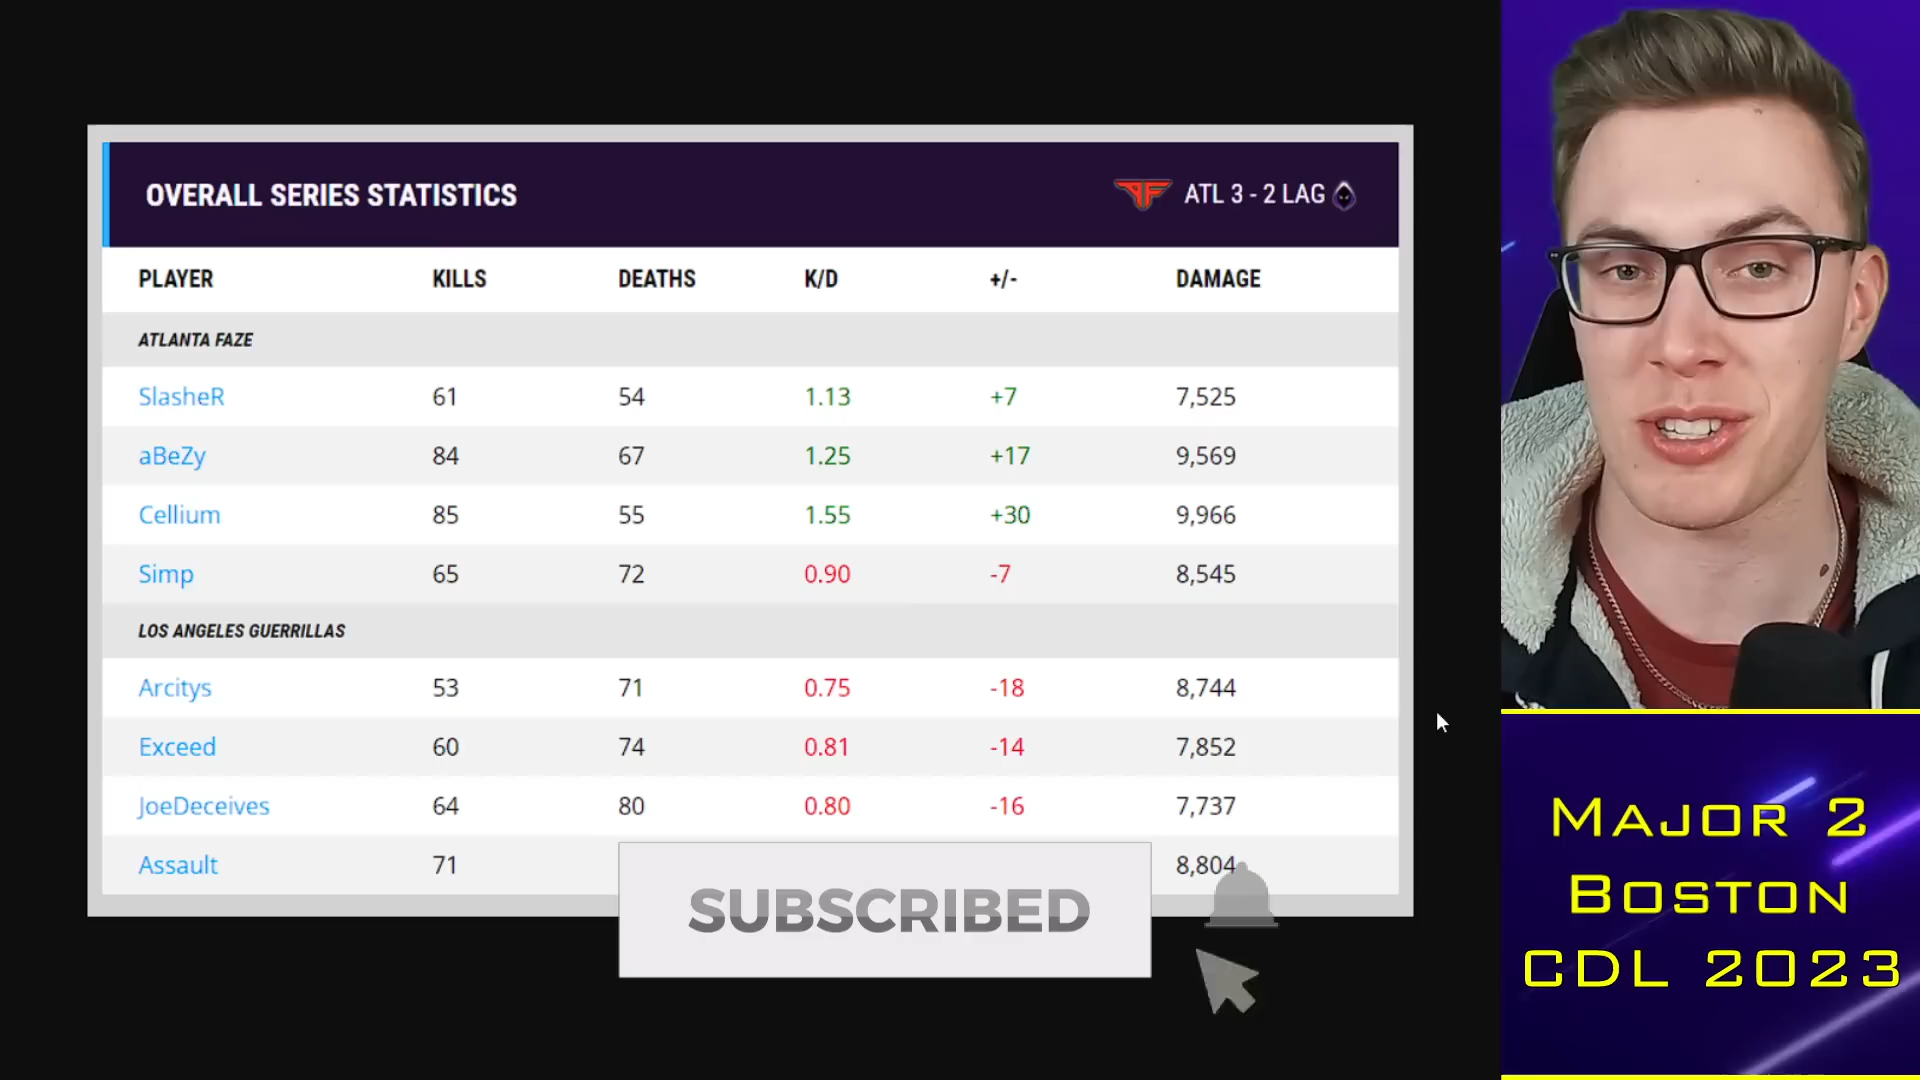 OVERALL SERIES STATISTICS ATL 3 - 2 LAG
PLAYER KILLS DEATHS K/D +/- DAMAGE
ATLANTA FAZE
SlasheR 61 54 1.13 +7 7,525
aBeZy 84 67 1.25 +17 9,569
Cellium 85 55 1.55 +30 9,966
Simp 65 72 0.90 -7 8,545
LOS ANGELES GUERRILLAS
Arcitys 53 71 0.75 -18 8,744
Exceed 60 74 0.81 -14 7,852
JoeDeceives 64 80 0.80 -16 7,737
Assault 71 8,804
SUBSCRIBED
MAJOR 2
BOSTON
CDL 2023